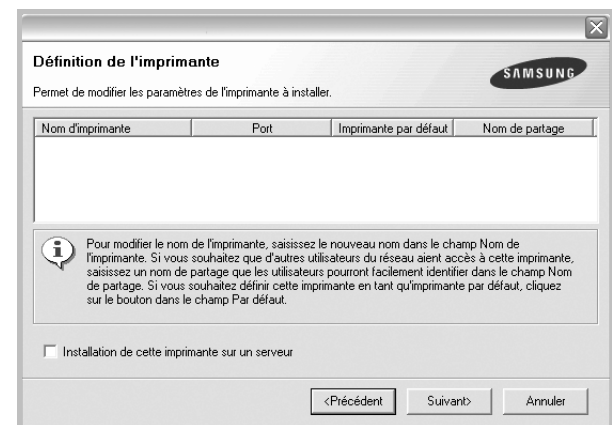 Définition de l'imprimante
SAMSUNG
Permet de modifier les paramètres de l'imprimante à installer.
Nom d'imprimante Port Imprimante par défaut Nom de partage
Pour modifier le nom de l'imprimante, saisissez le nouveau nom dans le champ Nom de
l'imprimante. Si vous souhaitez que d'autres utilisateurs du réseau aient accès à cette imprimante,
saisissez un nom de partage que les utilisateurs pourront facilement identifier dans le champ Nom
de partage. Si vous souhaitez définir cette imprimante en tant qu'imprimante par défaut, cliquez
sur le bouton dans le champ Par défaut.
Installation de cette imprimante sur un serveur
<Précédent Suivant> Annuler